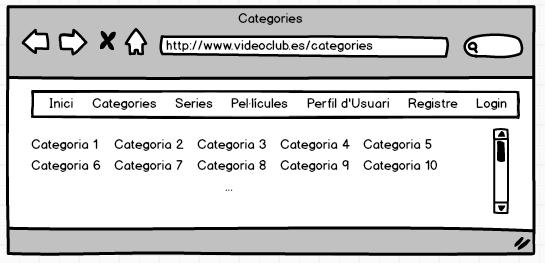 Categories
http://www.videoclub.es/categories
Inici Categories Series Pel·lícules Perfil d'Usuari Registre Login
Categoria 1 Categoria 2 Categoria 3 Categoria 4 Categoria 5
Categoria 6 Categoria 7 Categoria 8 Categoria 9 Categoria 10
...